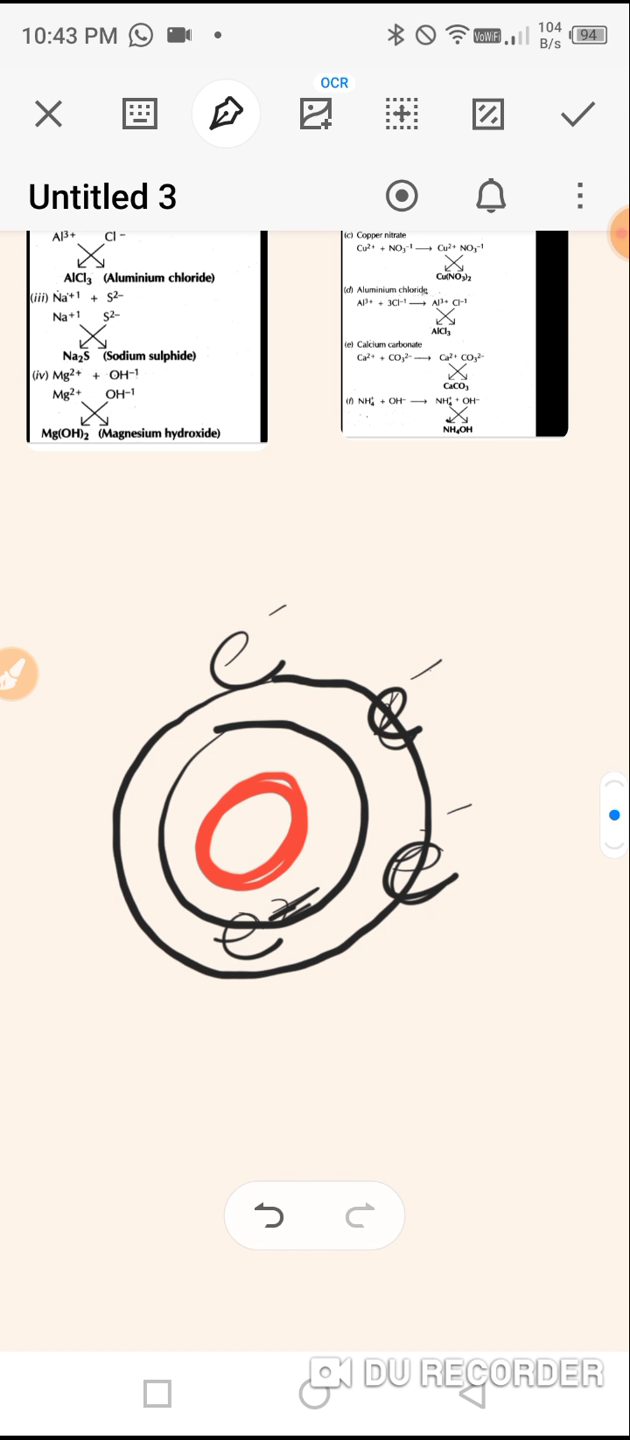 10:43 PM
104 B/s
VoWiFi
94
OCR
Untitled 3
Al³⁺ Cl⁻
AlCl₃ (Aluminium chloride)
(iii) Na⁺¹ + S²⁻
Na⁺¹ S²⁻
Na₂S (Sodium sulphide)
(iv) Mg²⁺ + OH⁻¹
Mg²⁺ OH⁻¹
Mg(OH)₂ (Magnesium hydroxide)
(c) Copper nitrate
Cu²⁺ + NO₃⁻¹ ⟶ Cu²⁺ NO₃⁻¹
Cu(NO₃)₂
(d) Aluminium chloride
Al³⁺ + 3Cl⁻¹ ⟶ Al³⁺ Cl⁻¹
AlCl₃
(e) Calcium carbonate
Ca²⁺ + CO₃²⁻ ⟶ Ca²⁺ CO₃²⁻
CaCO₃
(f) NH₄⁺ + OH⁻ ⟶ NH₄⁺ + OH⁻
NH₄OH
e⁻
e⁻
e⁻
e
DU RECORDER